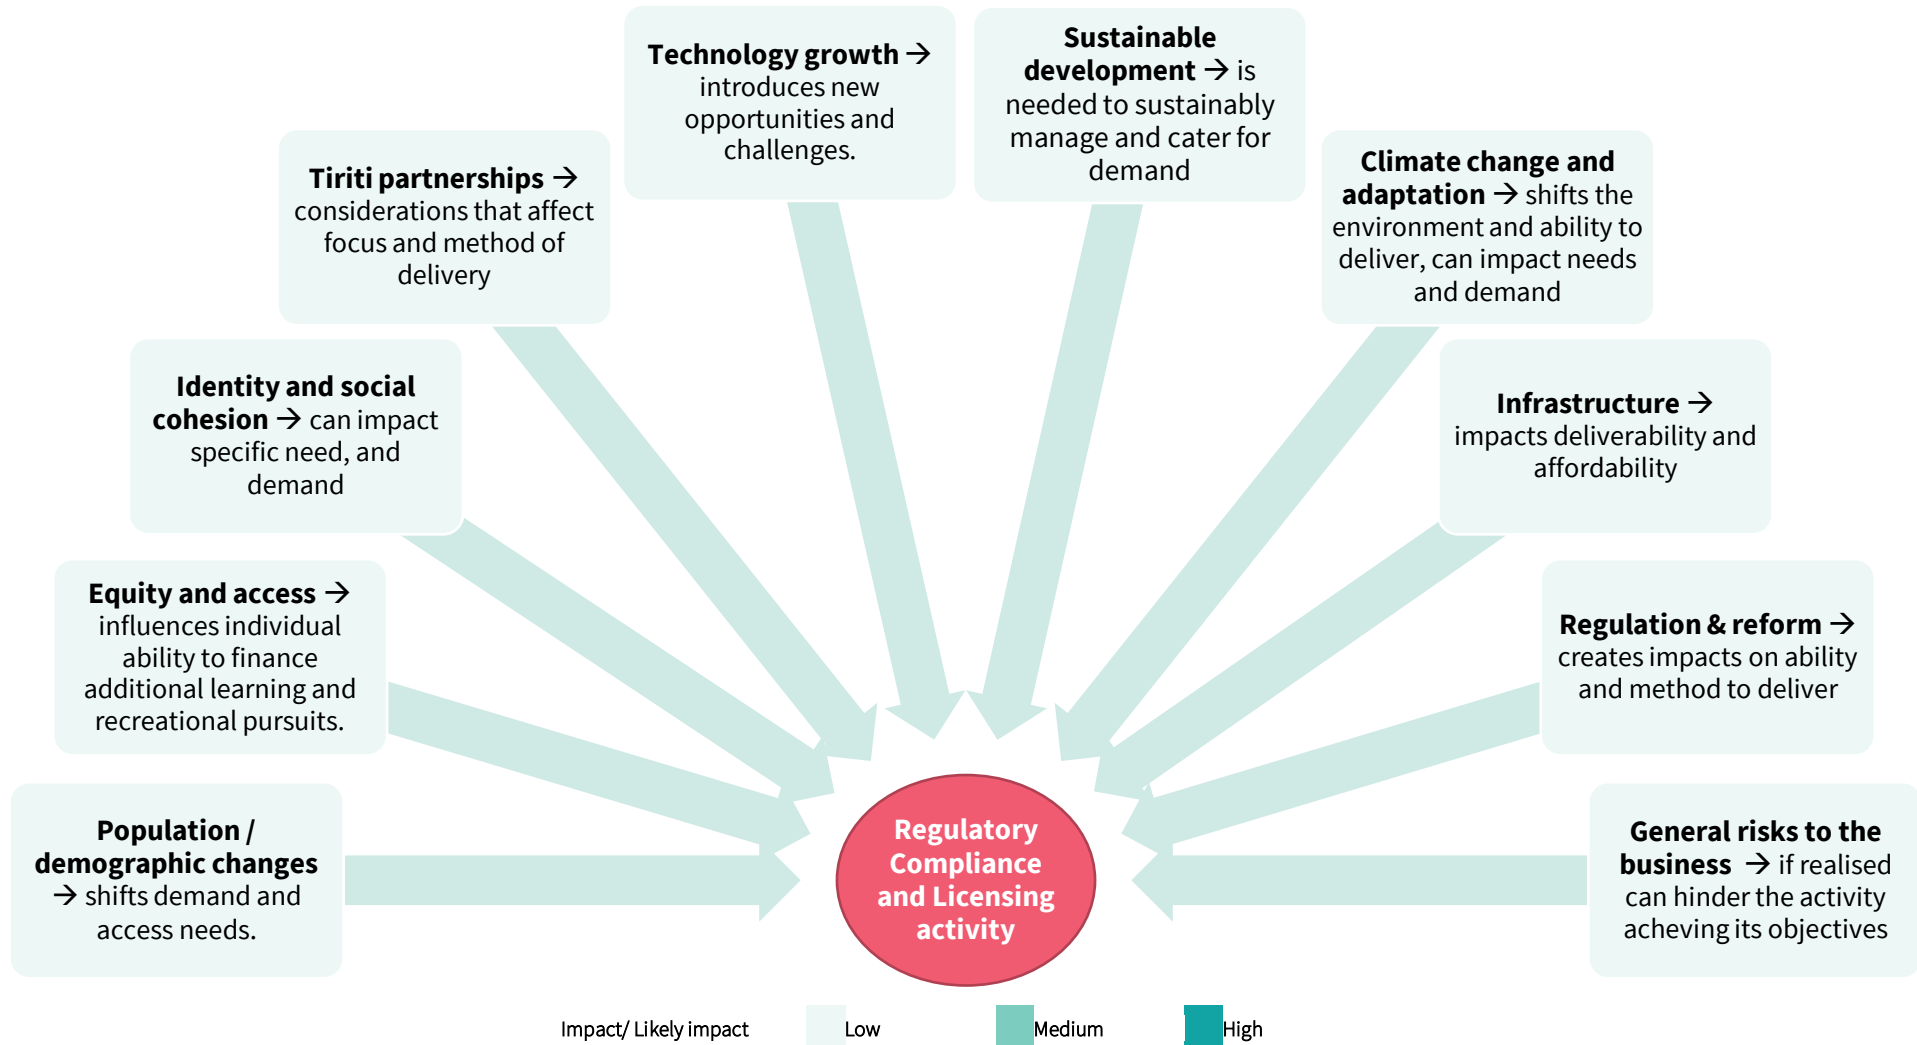 Technology growth →
introduces new
opportunities and
challenges.
Sustainable
development → is
needed to sustainably
manage and cater for
demand
Tiriti partnerships →
considerations that affect
focus and method of
delivery
Climate change and
adaptation → shifts the
environment and ability to
deliver, can impact needs
and demand
Identity and social
cohesion → can impact
specific need, and
demand
Infrastructure →
impacts deliverability and
affordability
Equity and access →
influences individual
ability to finance
additional learning and
recreational pursuits.
Regulation & reform →
creates impacts on ability
and method to deliver
Population /
demographic changes
→ shifts demand and
access needs.
Regulatory
Compliance
and Licensing
activity
General risks to the
business → if realised
can hinder the activity
acheving its objectives
Impact/ Likely impact
Low
Medium
High